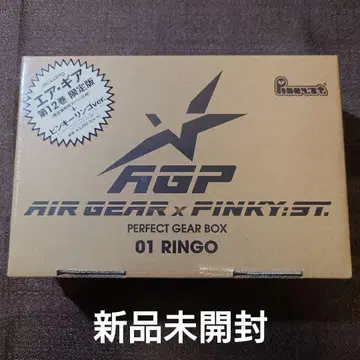 including
エア・ギア
第12巻 限定版
+
ピンキーリンゴver.
Pinky:st.
AGP
AIR GEAR x PINKY:ST.
PERFECT GEAR BOX
01 RINGO
新品未開封